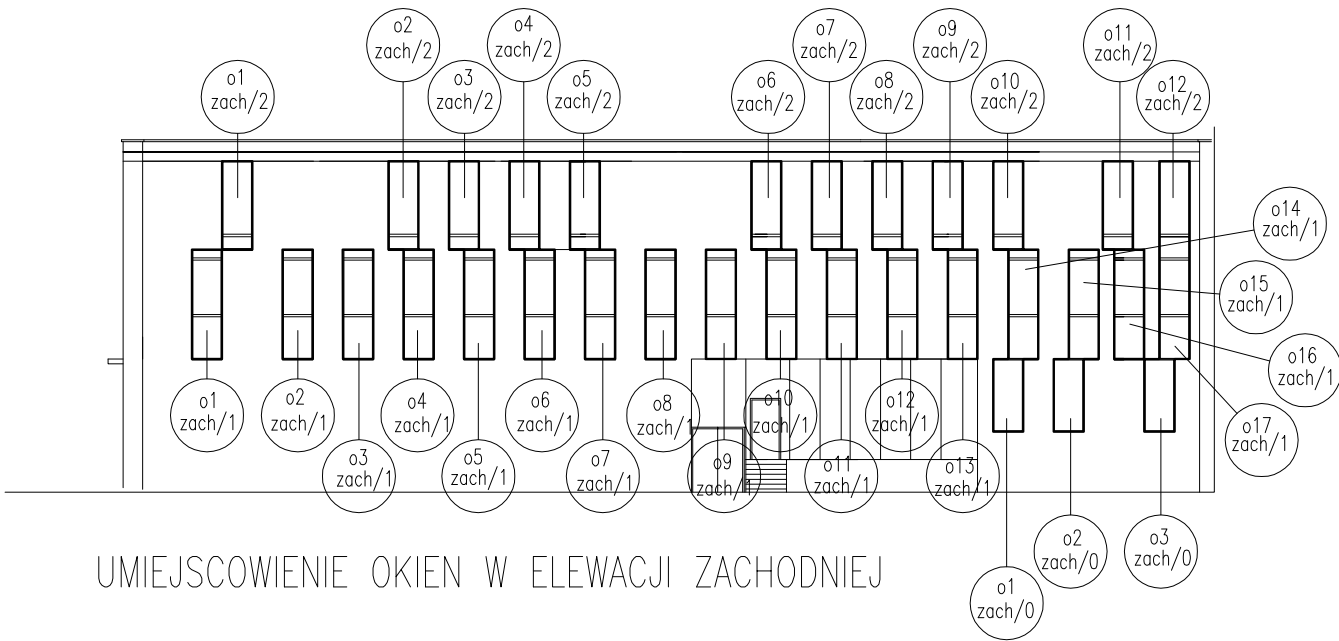 o2
zach/2
o4
zach/2
o7
zach/2
o9
zach/2
o11
zach/2
o1
zach/2
o3
zach/2
o5
zach/2
o6
zach/2
o8
zach/2
o10
zach/2
o12
zach/2
o14
zach/1
o15
zach/1
o16
zach/1
o17
zach/1
o1
zach/1
o2
zach/1
o4
zach/1
o6
zach/1
o8
zach/1
o10
zach/1
o12
zach/1
o3
zach/1
o5
zach/1
o7
zach/1
o9
zach/1
o11
zach/1
o13
zach/1
o2
zach/0
o3
zach/0
o1
zach/0
UMIEJSCOWIENIE OKIEN W ELEWACJI ZACHODNIEJ